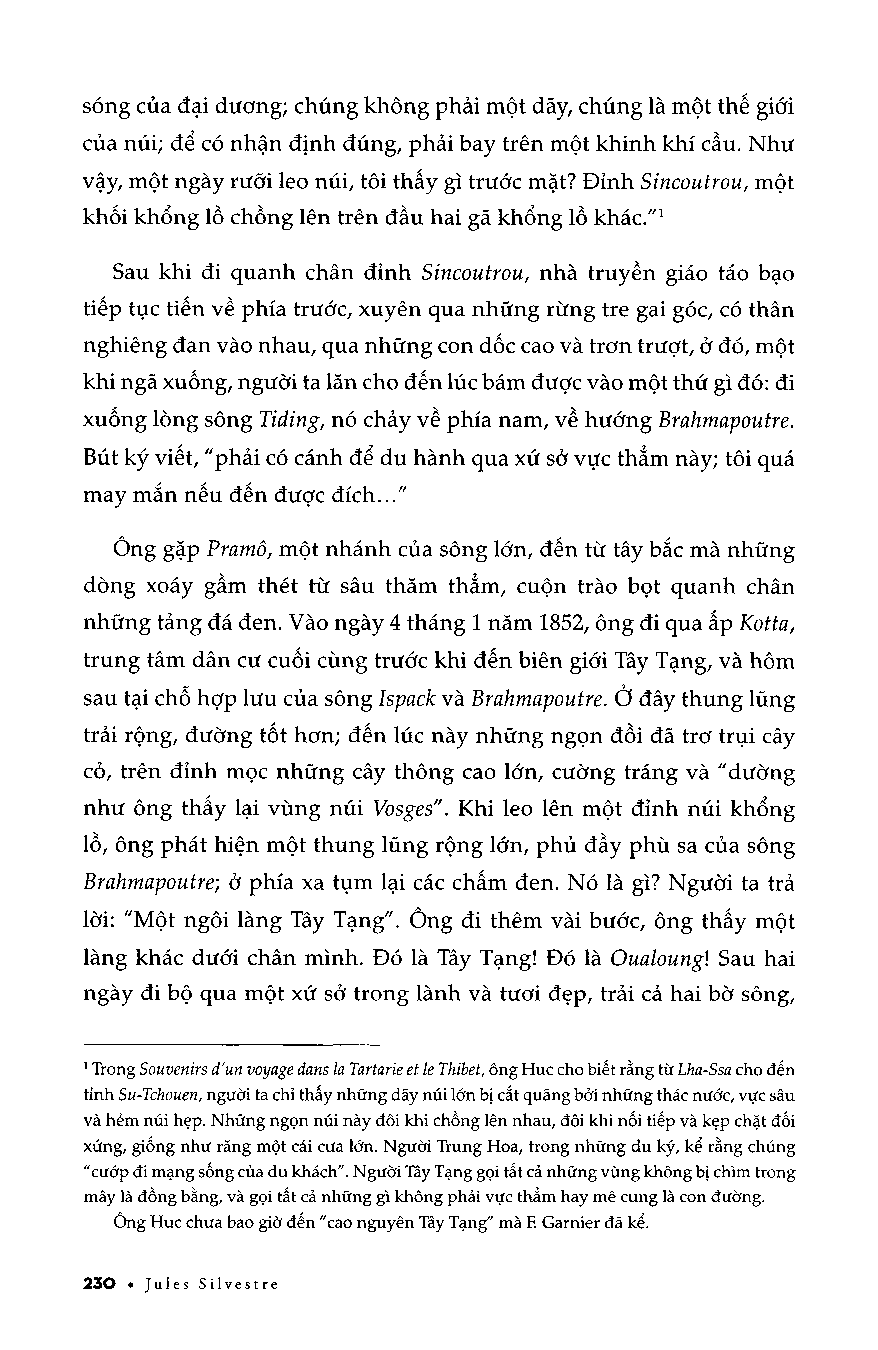 sóng của đại dương; chúng không phải một dãy, chúng là một thế giới
của núi; để có nhận định đúng, phải bay trên một khinh khí cầu. Như
vậy, một ngày rưỡi leo núi, tôi thấy gì trước mặt? Đỉnh Sincoutrou, một
khối khổng lồ chồng lên trên đầu hai gã khổng lồ khác."¹
Sau khi đi quanh chân đỉnh Sincoutrou, nhà truyền giáo táo bạo
tiếp tục tiến về phía trước, xuyên qua những rừng tre gai góc, có thân
nghiêng đan vào nhau, qua những con dốc cao và trơn trượt, ở đó, một
khi ngã xuống, người ta lăn cho đến lúc bám được vào một thứ gì đó: đi
xuống lòng sông Tiding, nó chảy về phía nam, về hướng Brahmapoutre.
Bút ký viết, "phải có cánh để du hành qua xứ sở vực thẳm này; tôi quá
may mắn nếu đến được đích..."
Ông gặp Pramô, một nhánh của sông lớn, đến từ tây bắc mà những
dòng xoáy gầm thét từ sâu thăm thẳm, cuộn trào bọt quanh chân
những tảng đá đen. Vào ngày 4 tháng 1 năm 1852, ông đi qua ấp Kotta,
trung tâm dân cư cuối cùng trước khi đến biên giới Tây Tạng, và hôm
sau tại chỗ hợp lưu của sông Ispack và Brahmapoutre. Ở đây thung lũng
trải rộng, đường tốt hơn; đến lúc này những ngọn đồi đã trơ trụi cây
cỏ, trên đỉnh mọc những cây thông cao lớn, cường tráng và "dường
như ông thấy lại vùng núi Vosges". Khi leo lên một đỉnh núi khổng
lồ, ông phát hiện một thung lũng rộng lớn, phủ đầy phù sa của sông
Brahmapoutre; ở phía xa tụm lại các chấm đen. Nó là gì? Người ta trả
lời: "Một ngôi làng Tây Tạng". Ông đi thêm vài bước, ông thấy một
làng khác dưới chân mình. Đó là Tây Tạng! Đó là Oualoung! Sau hai
ngày đi bộ qua một xứ sở trong lành và tươi đẹp, trải cả hai bờ sông,
¹ Trong Souvenirs d'un voyage dans la Tartarie et le Thibet, ông Huc cho biết rằng từ Lha-Ssa cho đến
tỉnh Su-Tchouen, người ta chỉ thấy những dãy núi lớn bị cắt quãng bởi những thác nước, vực sâu
và hẻm núi hẹp. Những ngọn núi này đôi khi chồng lên nhau, đôi khi nối tiếp và kẹp chặt đối
xứng, giống như răng một cái cưa lớn. Người Trung Hoa, trong những du ký, kể rằng chúng
"cướp đi mạng sống của du khách". Người Tây Tạng gọi tất cả những vùng không bị chìm trong
mây là đồng bằng, và gọi tất cả những gì không phải vực thẳm hay mê cung là con đường.
Ông Huc chưa bao giờ đến "cao nguyên Tây Tạng" mà F. Garnier đã kể.
230 • Jules Silvestre